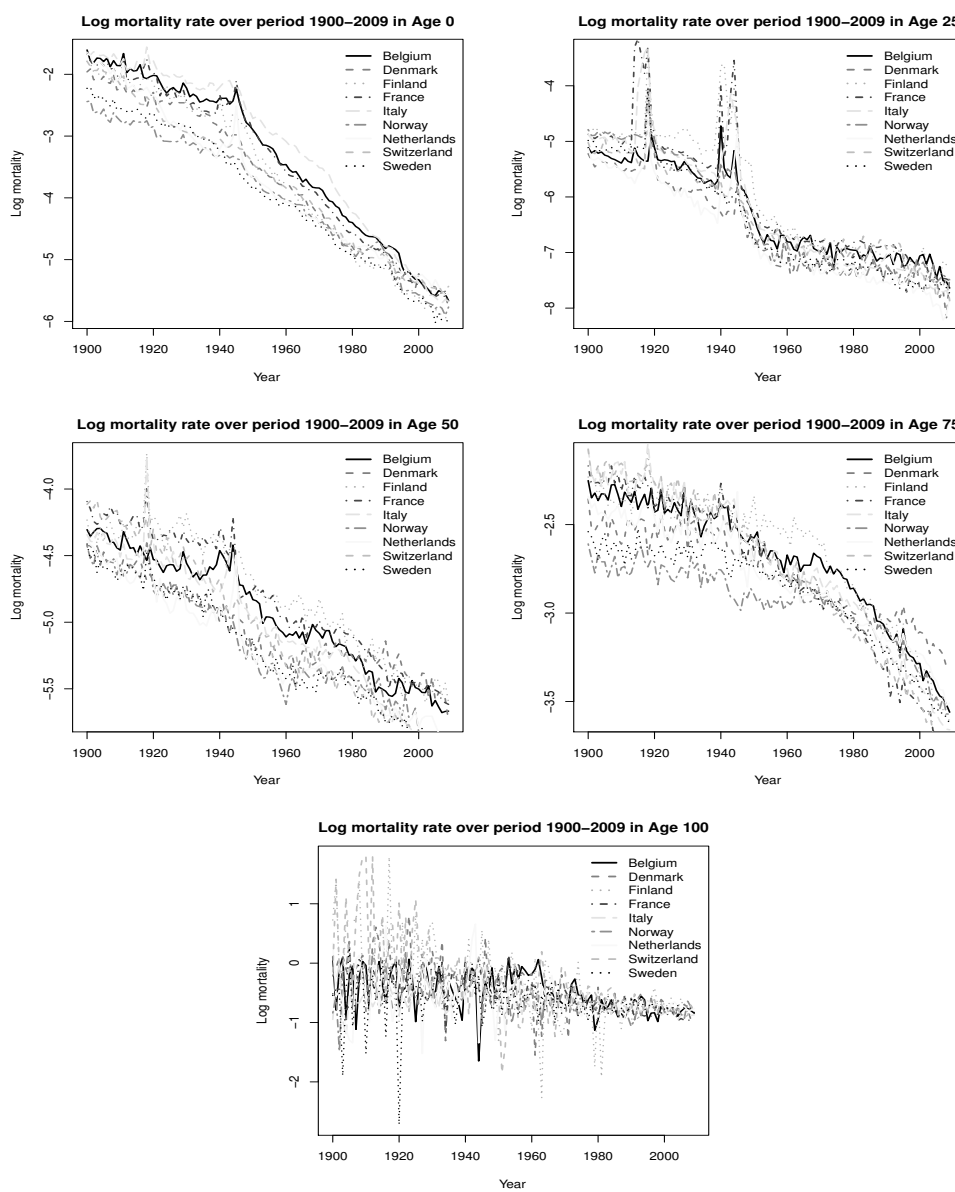 Log mortality rate over period 1900−2009 in Age 0
Log mortality
−2
−3
−4
−5
−6
Belgium
Denmark
Finland
France
Italy
Norway
Netherlands
Switzerland
Sweden
1900 1920 1940 1960 1980 2000
Year
Log mortality rate over period 1900−2009 in Age 25
Log mortality
−4
−5
−6
−7
−8
Belgium
Denmark
Finland
France
Italy
Norway
Netherlands
Switzerland
Sweden
1900 1920 1940 1960 1980 2000
Year
Log mortality rate over period 1900−2009 in Age 50
Log mortality
−4.0
−4.5
−5.0
−5.5
Belgium
Denmark
Finland
France
Italy
Norway
Netherlands
Switzerland
Sweden
1900 1920 1940 1960 1980 2000
Year
Log mortality rate over period 1900−2009 in Age 75
Log mortality
−2.5
−3.0
−3.5
Belgium
Denmark
Finland
France
Italy
Norway
Netherlands
Switzerland
Sweden
1900 1920 1940 1960 1980 2000
Year
Log mortality rate over period 1900−2009 in Age 100
Log mortality
1
0
−1
−2
Belgium
Denmark
Finland
France
Italy
Norway
Netherlands
Switzerland
Sweden
1900 1920 1940 1960 1980 2000
Year